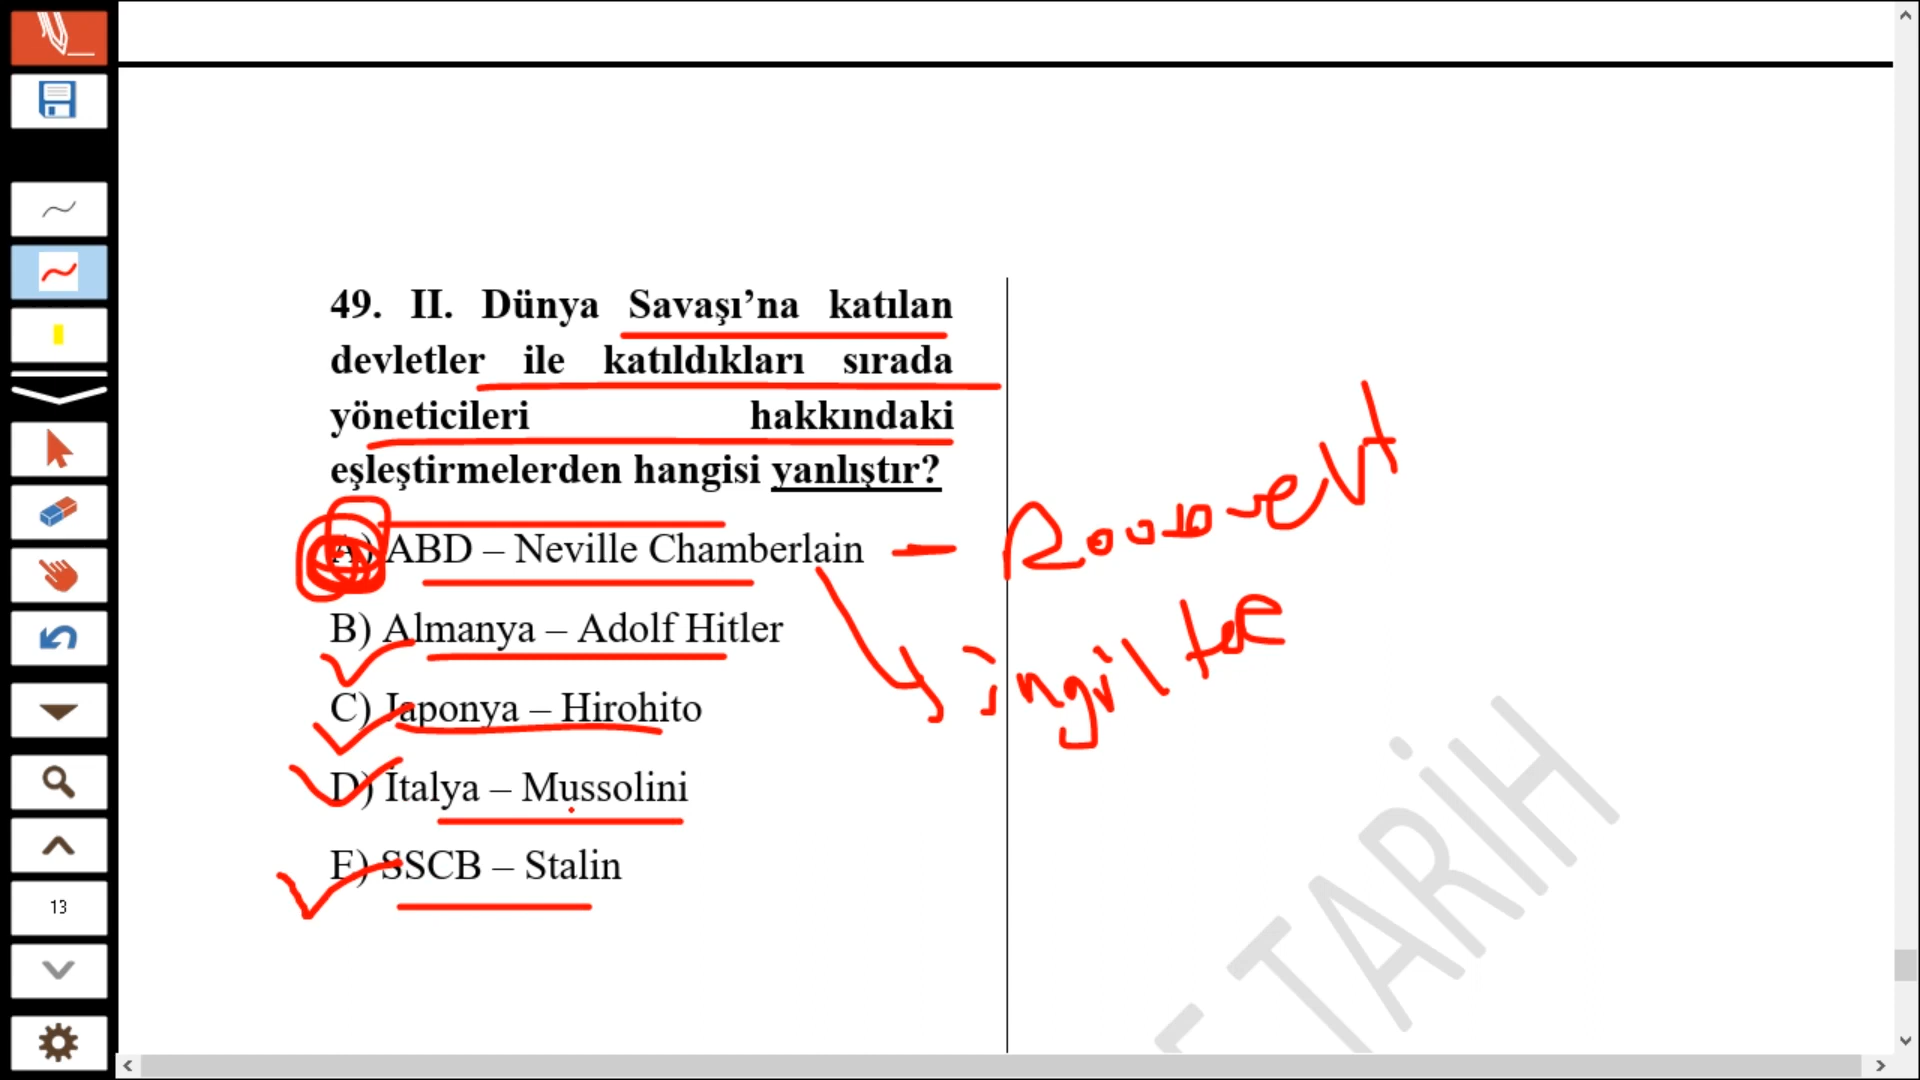 49. II. Dünya Savaşı’na katılan
devletler ile katıldıkları sırada
yöneticileri hakkındaki
eşleştirmelerden hangisi yanlıştır?
A) ABD – Neville Chamberlain – Roosevelt
B) Almanya – Adolf Hitler
ingiltere
C) Japonya – Hirohito
D) İtalya – Mussolini
E) SSCB – Stalin
TARİH
13